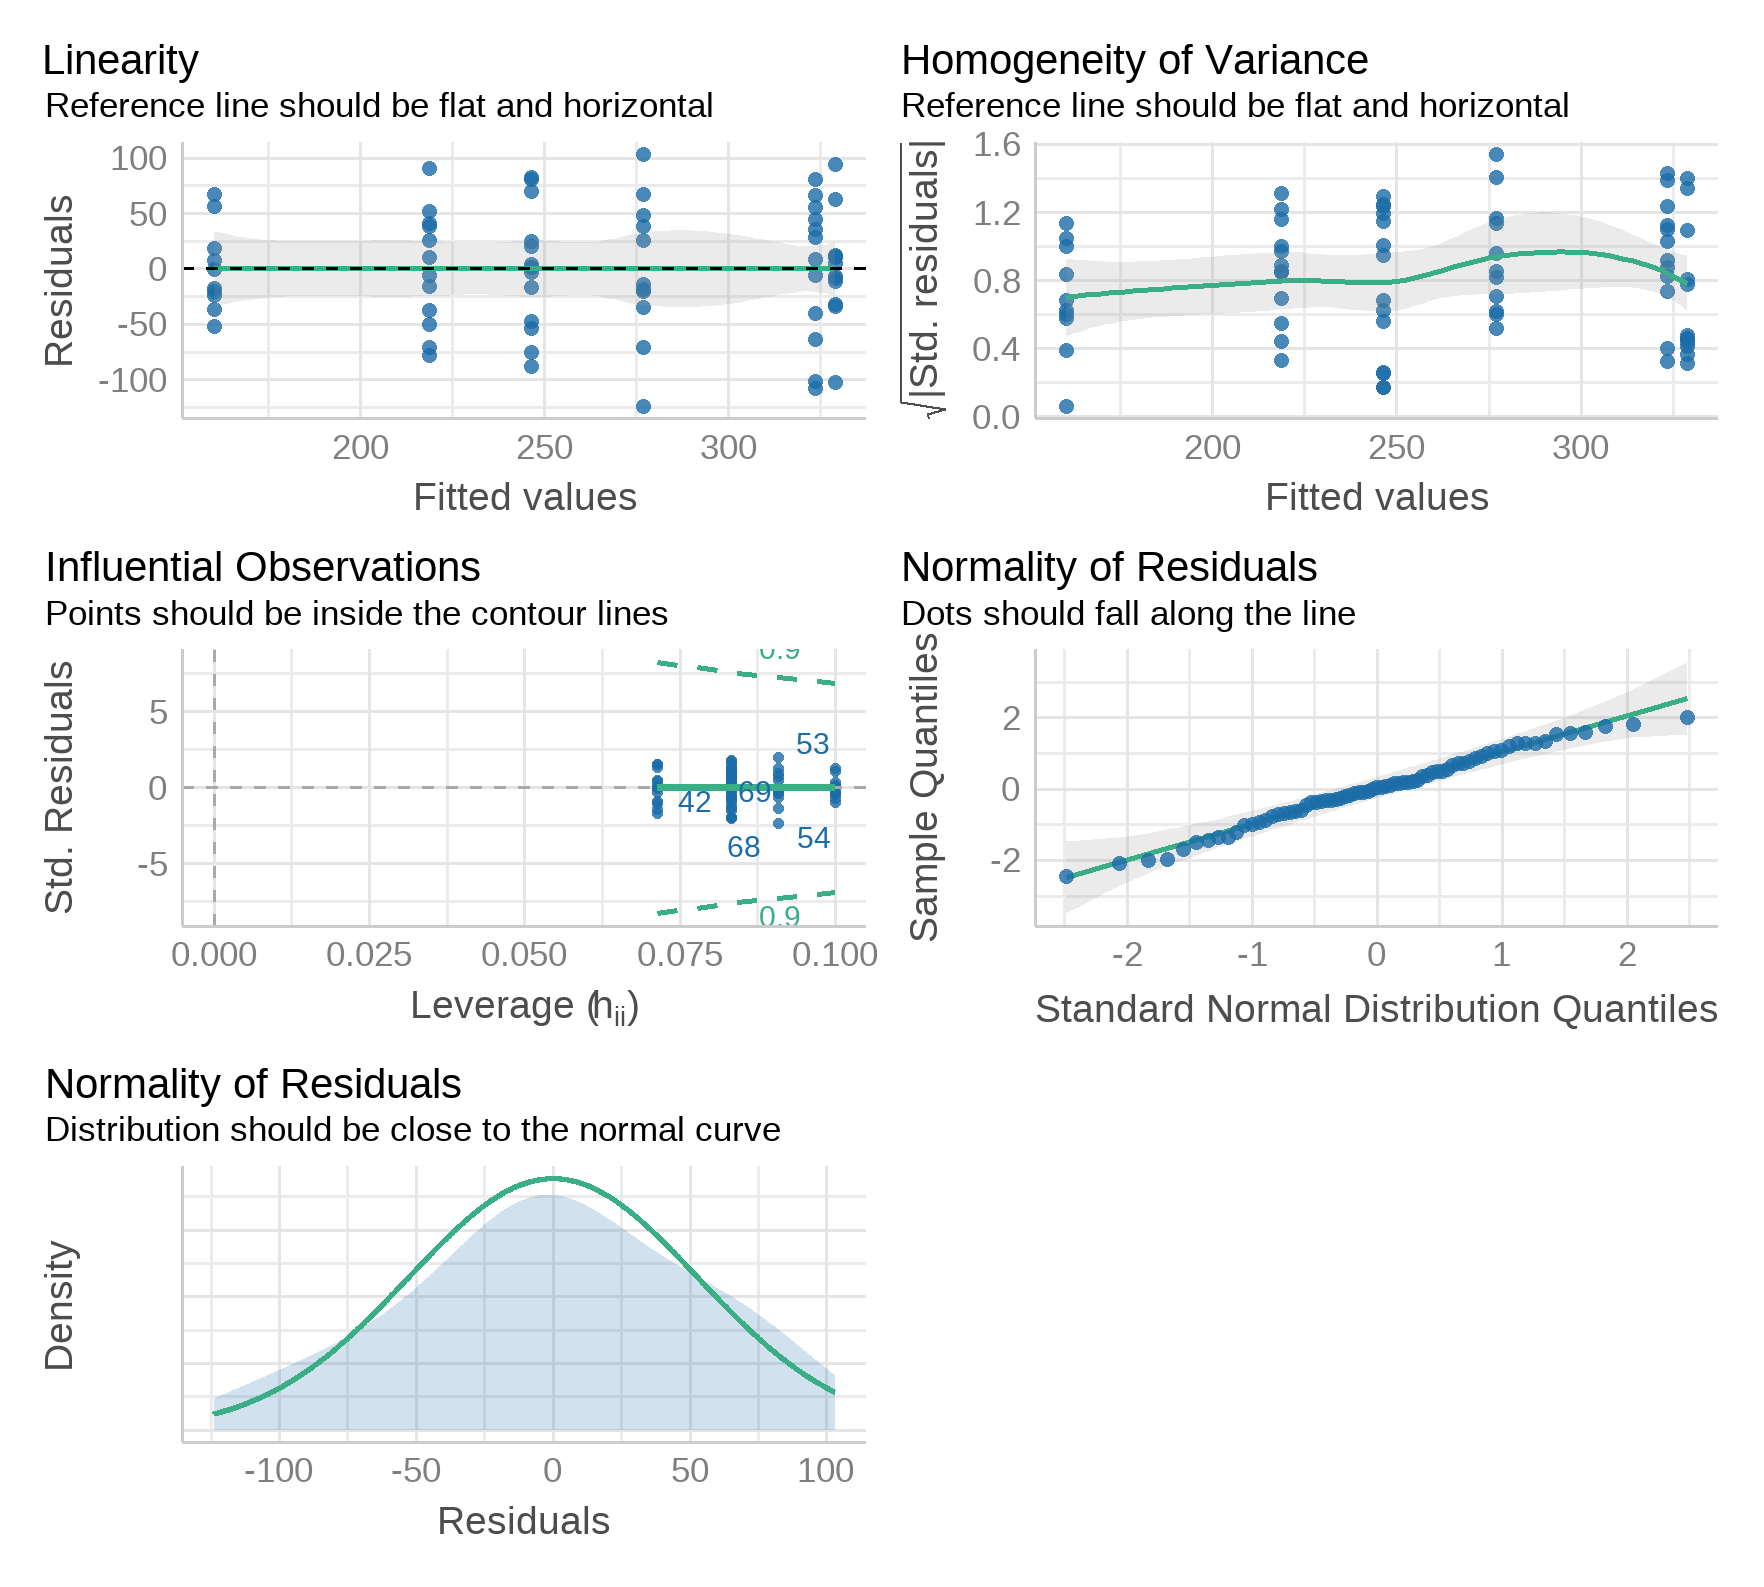 Linearity
Reference line should be flat and horizontal
100
50
0
-50
-100
Residuals
200 250 300
Fitted values
Homogeneity of Variance
Reference line should be flat and horizontal
1.6
1.2
0.8
0.4
0.0
√|Std. residuals|
200 250 300
Fitted values
Influential Observations
Points should be inside the contour lines
0.9
5
0
-5
Std. Residuals
53
42
69
68
54
0.9
0.000 0.025 0.050 0.075 0.100
Leverage (hii)
Normality of Residuals
Dots should fall along the line
2
0
-2
Sample Quantiles
-2 -1 0 1 2
Standard Normal Distribution Quantiles
Normality of Residuals
Distribution should be close to the normal curve
Density
-100 -50 0 50 100
Residuals